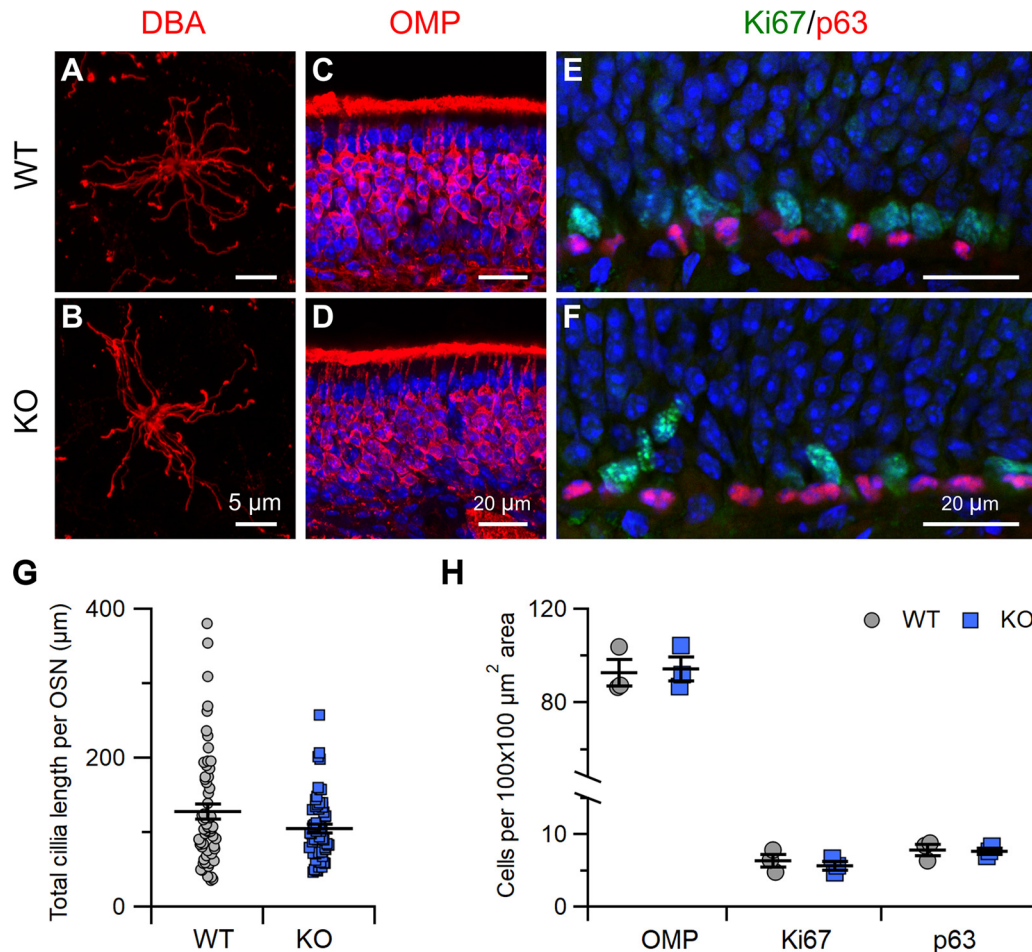 DBA OMP Ki67/p63
WT A C E
KO B D F
5 µm 20 µm 20 µm
G H
Total cillia length per OSN (µm)
400
200
0
WT KO
Cells per 100x100 µm² area
120
80
10
0
WT KO
OMP Ki67 p63